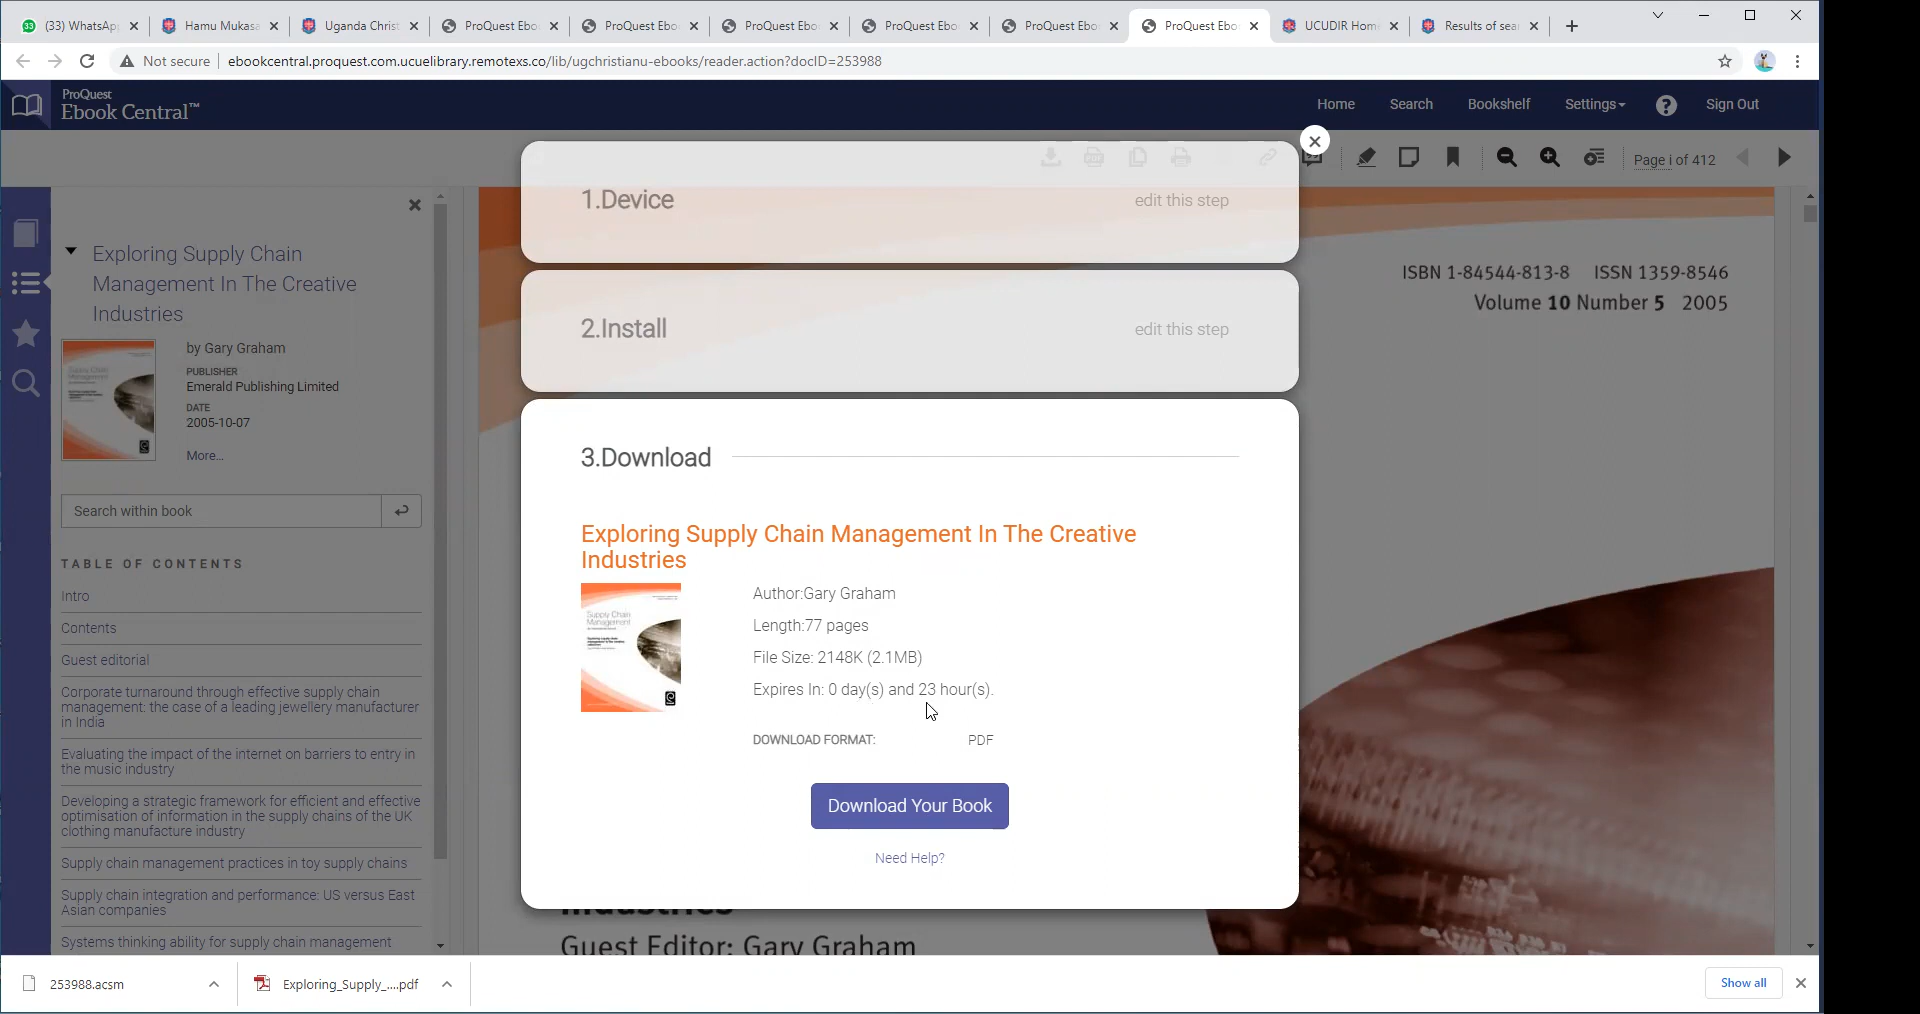 (33) WhatsApp
Hamu Mukasa
Uganda Christ
ProQuest Ebo
ProQuest Ebo
ProQuest Ebo
ProQuest Ebo
ProQuest Ebo
ProQuest Ebo
UCUDIR Hom
Results of sea
Not secure
ebookcentral.proquest.com.ucuelibrary.remotexs.co/lib/ugchristianu-ebooks/reader.action?docID=253988
ProQuest
Ebook Central™
Home
Search
Bookshelf
Settings
Sign Out
Page i of 412
Exploring Supply Chain
Management In The Creative
Industries
by Gary Graham
PUBLISHER
Emerald Publishing Limited
DATE
2005-10-07
More...
Search within book
TABLE OF CONTENTS
Intro
Contents
Guest editorial
Corporate turnaround through effective supply chain
management: the case of a leading jewellery manufacturer
in India
Evaluating the impact of the internet on barriers to entry in
the music industry
Developing a strategic framework for efficient and effective
optimisation of information in the supply chains of the UK
clothing manufacture industry
Supply chain management practices in toy supply chains
Supply chain integration and performance: US versus East
Asian companies
Systems thinking ability for supply chain management
1.Device
edit this step
2.Install
edit this step
3.Download
Exploring Supply Chain Management In The Creative
Industries
Supply Chain
Management
Author:Gary Graham
Length:77 pages
File Size: 2148K (2.1MB)
Expires In: 0 day(s) and 23 hour(s).
DOWNLOAD FORMAT:
PDF
Download Your Book
Need Help?
ISBN 1-84544-813-8 ISSN 1359-8546
Volume 10 Number 5 2005
Guest Editor: Gary Graham
253988.acsm
Exploring_Supply_....pdf
Show all